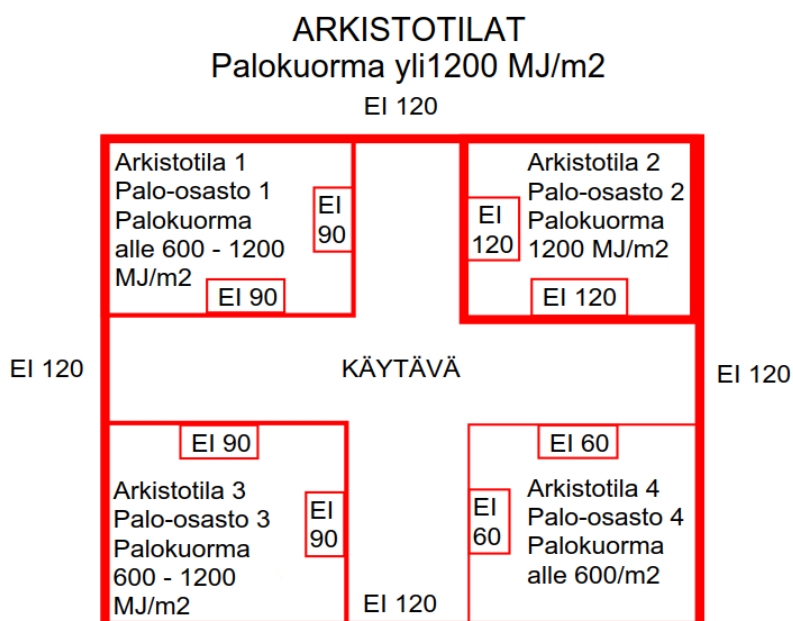 ARKISTOTILAT
Palokuorma yli1200 MJ/m2
EI 120
Arkistotila 1
Palo-osasto 1
Palokuorma
alle 600 - 1200
MJ/m2
EI
90
EI 90
Arkistotila 2
Palo-osasto 2
Palokuorma
1200 MJ/m2
EI
120
EI 120
EI 120
KÄYTÄVÄ
EI 120
EI 90
Arkistotila 3
Palo-osasto 3
Palokuorma
600 - 1200
MJ/m2
EI
90
EI 60
EI
60
Arkistotila 4
Palo-osasto 4
Palokuorma
alle 600/m2
EI 120